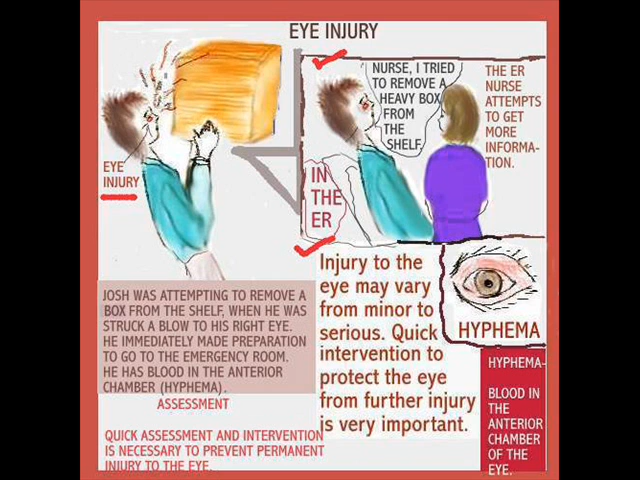 EYE INJURY
EYE
INJURY
NURSE, I TRIED
TO REMOVE A
HEAVY BOX
FROM
THE
SHELF.
THE ER
NURSE
ATTEMPTS
TO GET
MORE
INFORMA-
TION.
IN
THE
ER
JOSH WAS ATTEMPTING TO REMOVE A
BOX FROM THE SHELF, WHEN HE WAS
STRUCK A BLOW TO HIS RIGHT EYE.
HE IMMEDIATELY MADE PREPARATION
TO GO TO THE EMERGENCY ROOM.
HE HAS BLOOD IN THE ANTERIOR
CHAMBER (HYPHEMA).
ASSESSMENT
QUICK ASSESSMENT AND INTERVENTION
IS NECESSARY TO PREVENT PERMANENT
INJURY TO THE EYE.
Injury to the
eye may vary
from minor to
serious. Quick
intervention to
protect the eye
from further injury
is very important.
HYPHEMA
HYPHEMA-
BLOOD IN
THE
ANTERIOR
CHAMBER
OF THE
EYE.